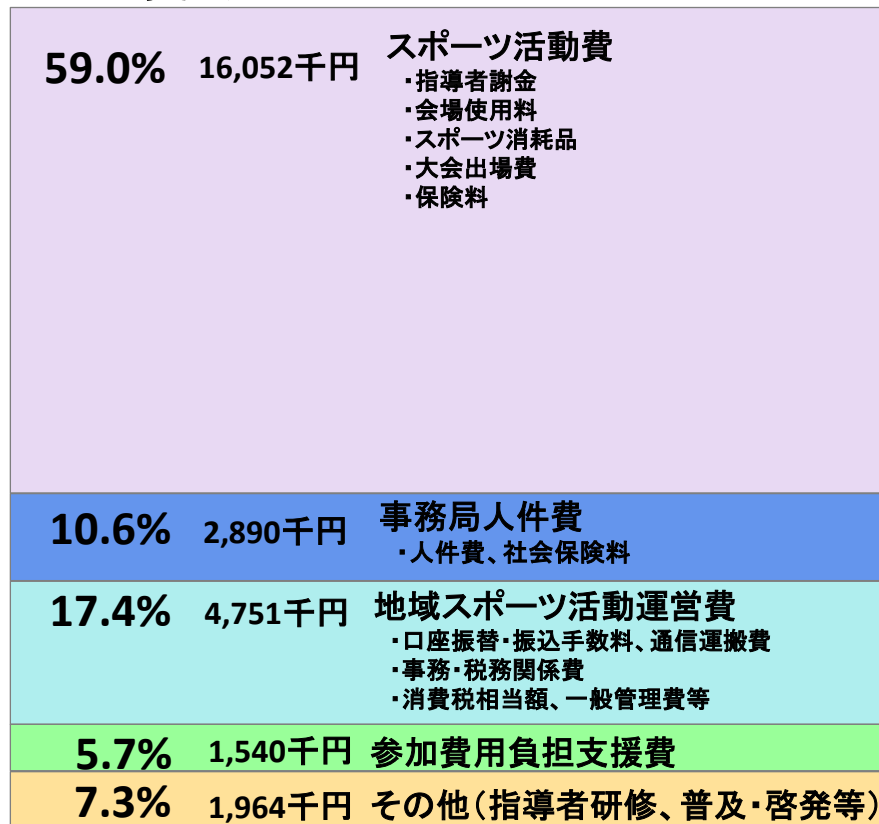 59.0% 16,052千円 スポーツ活動費
・指導者謝金
・会場使用料
・スポーツ消耗品
・大会出場費
・保険料
10.6% 2,890千円 事務局人件費
・人件費、社会保険料
17.4% 4,751千円 地域スポーツ活動運営費
・口座振替・振込手数料、通信運搬費
・事務・税務関係費
・消費税相当額、一般管理費等
5.7% 1,540千円 参加費用負担支援費
7.3% 1,964千円 その他(指導者研修、普及・啓発等)